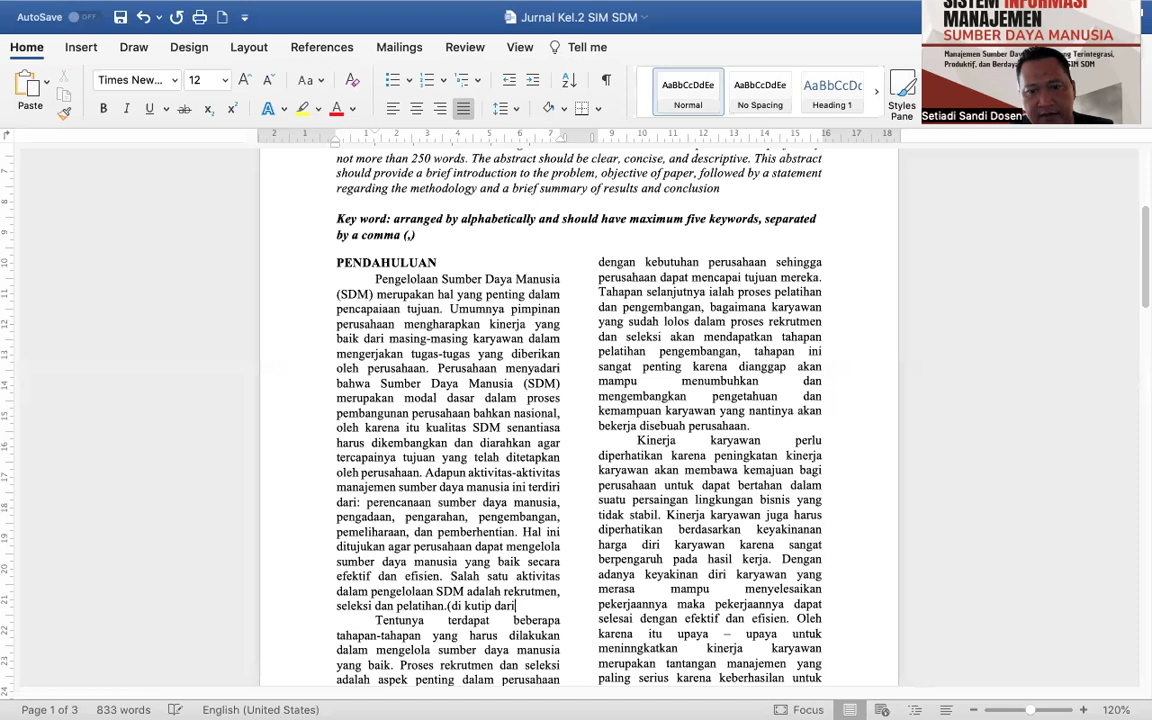 AutoSave OFF
Jurnal Kel.2 SIM SDM
Home Insert Draw Design Layout References Mailings Review View Tell me
Paste
Times New... 12
AaBbCcDdEe
Normal
AaBbCcDdEe
No Spacing
AaBbCcDc
Heading 1
Styles
Pane
SISTEM INFORMASI
MANAJEMEN
SUMBER DAYA MANUSIA
Manajemen Sumber Daya
Terintegrasi,
Produktif, dan Berdaya
SIM SDM
Setiadi Sandi Dosen
not more than 250 words. The abstract should be clear, concise, and descriptive. This abstract
should provide a brief introduction to the problem, objective of paper, followed by a statement
regarding the methodology and a brief summary of results and conclusion
Key word: arranged by alphabetically and should have maximum five keywords, separated
by a comma (,)
PENDAHULUAN
Pengelolaan Sumber Daya Manusia
(SDM) merupakan hal yang penting dalam
pencapaiaan tujuan. Umumnya pimpinan
perusahaan mengharapkan kinerja yang
baik dari masing-masing karyawan dalam
mengerjakan tugas-tugas yang diberikan
oleh perusahaan. Perusahaan menyadari
bahwa Sumber Daya Manusia (SDM)
merupakan modal dasar dalam proses
pembangunan perusahaan bahkan nasional,
oleh karena itu kualitas SDM senantiasa
harus dikembangkan dan diarahkan agar
tercapainya tujuan yang telah ditetapkan
oleh perusahaan. Adapun aktivitas-aktivitas
manajemen sumber daya manusia ini terdiri
dari: perencanaan sumber daya manusia,
pengadaan, pengarahan, pengembangan,
pemeliharaan, dan pemberhentian. Hal ini
ditujukan agar perusahaan dapat mengelola
sumber daya manusia yang baik secara
efektif dan efisien. Salah satu aktivitas
dalam pengelolaan SDM adalah rekrutmen,
seleksi dan pelatihan.(di kutip dari
Tentunya terdapat beberapa
tahapan-tahapan yang harus dilakukan
dalam mengelola sumber daya manusia
yang baik. Proses rekrutmen dan seleksi
adalah aspek penting dalam perusahaan
dengan kebutuhan perusahaan sehingga
perusahaan dapat mencapai tujuan mereka.
Tahapan selanjutnya ialah proses pelatihan
dan pengembangan, bagaimana karyawan
yang sudah lolos dalam proses rekrutmen
dan seleksi akan mendapatkan tahapan
pelatihan pengembangan, tahapan ini
sangat penting karena dianggap akan
mampu menumbuhkan dan
mengembangkan pengetahuan dan
kemampuan karyawan yang nantinya akan
bekerja disebuah perusahaan.
Kinerja karyawan perlu
diperhatikan karena peningkatan kinerja
karyawan akan membawa kemajuan bagi
perusahaan untuk dapat bertahan dalam
suatu persaingan lingkungan bisnis yang
tidak stabil. Kinerja karyawan juga harus
diperhatikan berdasarkan keyakinanan
harga diri karyawan karena sangat
berpengaruh pada hasil kerja. Dengan
adanya keyakinan diri karyawan yang
merasa mampu menyelesaikan
pekerjaannya maka pekerjaannya dapat
selesai dengan efektif dan efisien. Oleh
karena itu upaya – upaya untuk
meninngkatkan kinerja karyawan
merupakan tantangan manajemen yang
paling serius karena keberhasilan untuk
Page 1 of 3 833 words English (United States) Focus 120%